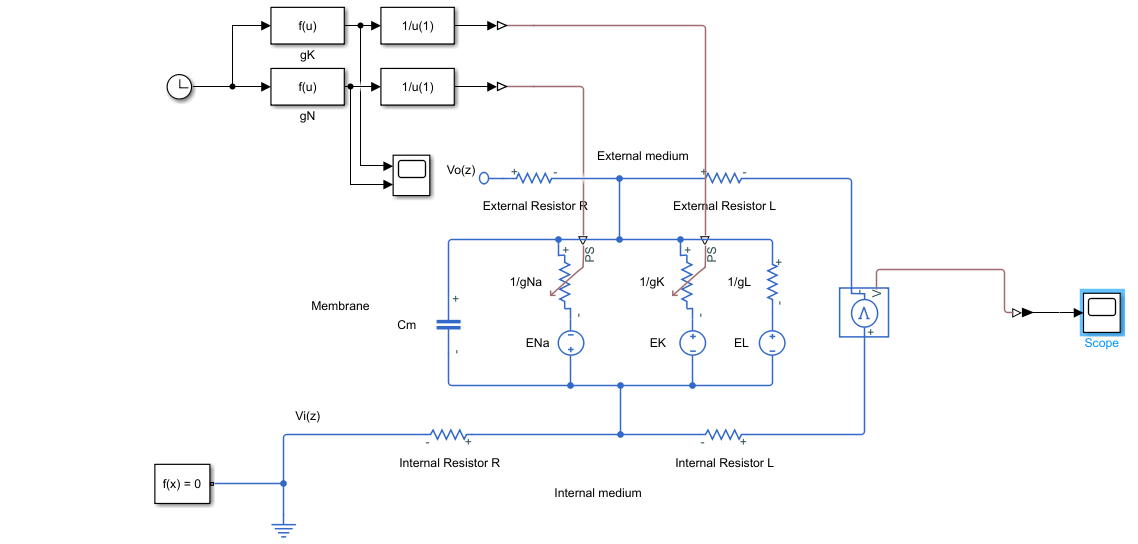 f(u)
1/u(1)
gK
f(u)
1/u(1)
gN
External medium
Vo(z)
+
-
+
-
External Resistor R
External Resistor L
PS
PS
+
+
+
1/gNa
1/gK
1/gL
-
V
Membrane
+
Cm
-
-
-
-
ENa
-
+
EK
+
-
EL
+
-
V
+
Scope
Vi(z)
-
+
-
+
Internal Resistor R
Internal Resistor L
f(x) = 0
Internal medium